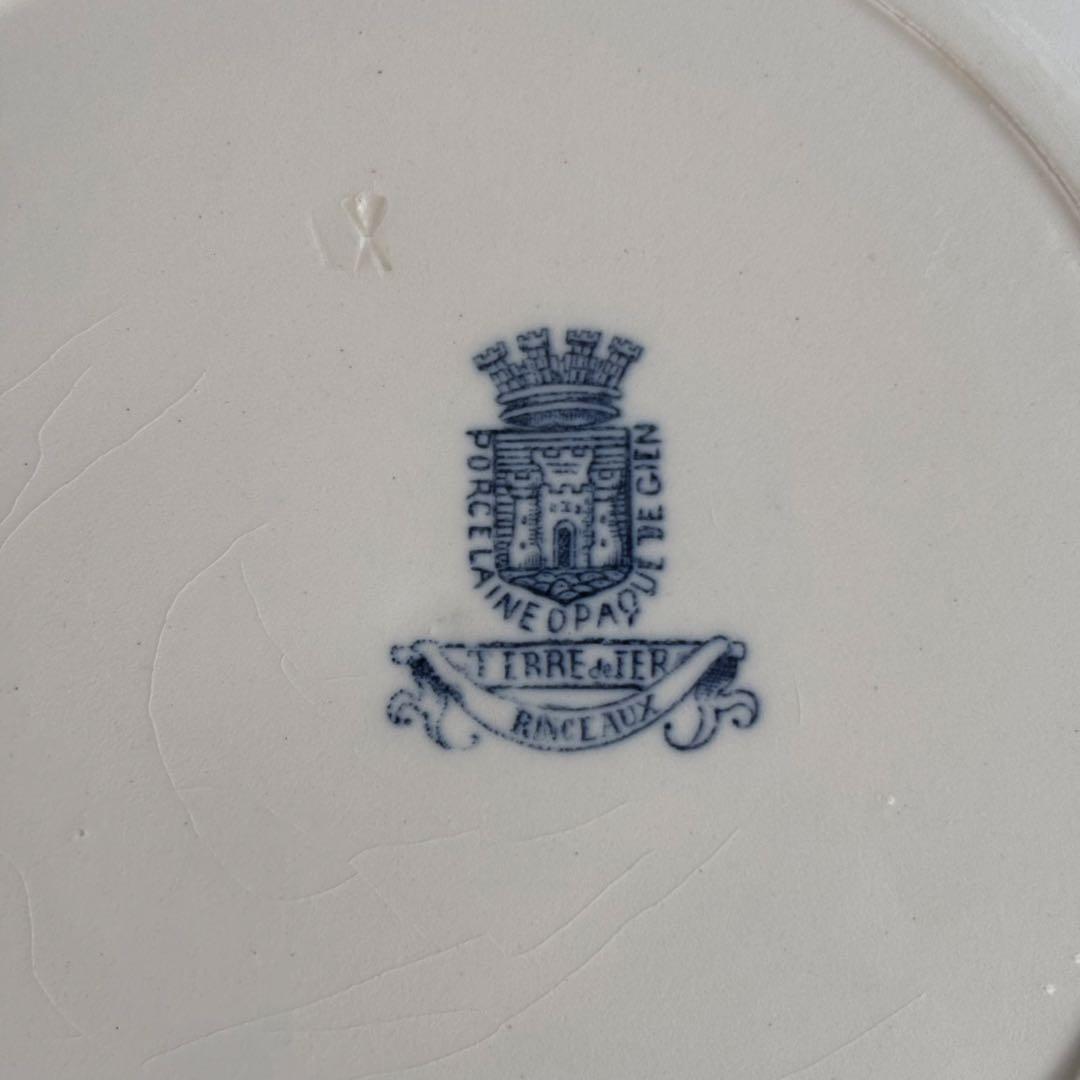 PORCELAINE OPAQUE DE GIEN
TERRE de FER
RINCEAUX